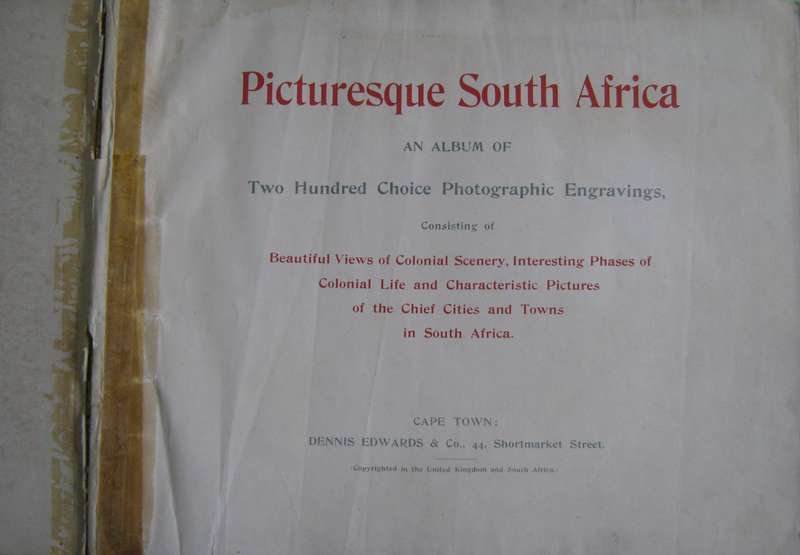 Picturesque South Africa
AN ALBUM OF
Two Hundred Choice Photographic Engravings,
Consisting of
Beautiful Views of Colonial Scenery, Interesting Phases of
Colonial Life and Characteristic Pictures
of the Chief Cities and Towns
in South Africa.
CAPE TOWN:
DENNIS EDWARDS & Co., 44, Shortmarket Street.
(Copyrighted in the United Kingdom and South Africa.)